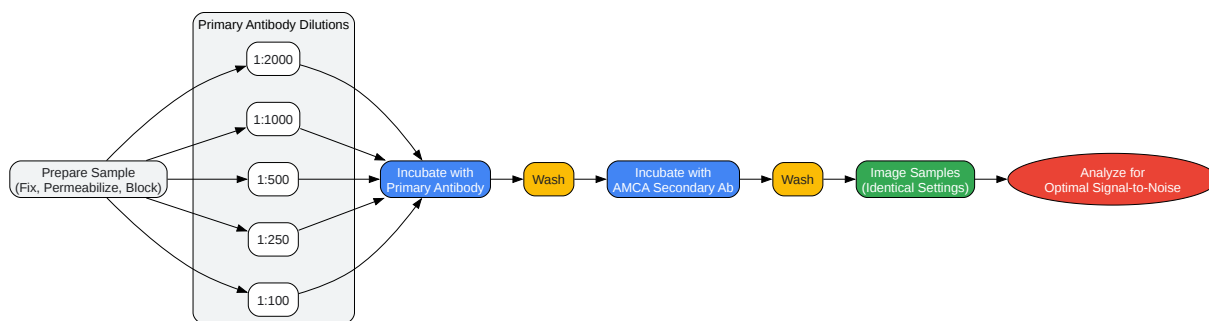 Primary Antibody Dilutions
1:2000
1:1000
1:500
1:250
1:100
Prepare Sample
(Fix, Permeabilize, Block)
Incubate with
Primary Antibody
Wash
Incubate with
AMCA Secondary Ab
Wash
Image Samples
(Identical Settings)
Analyze for
Optimal Signal-to-Noise